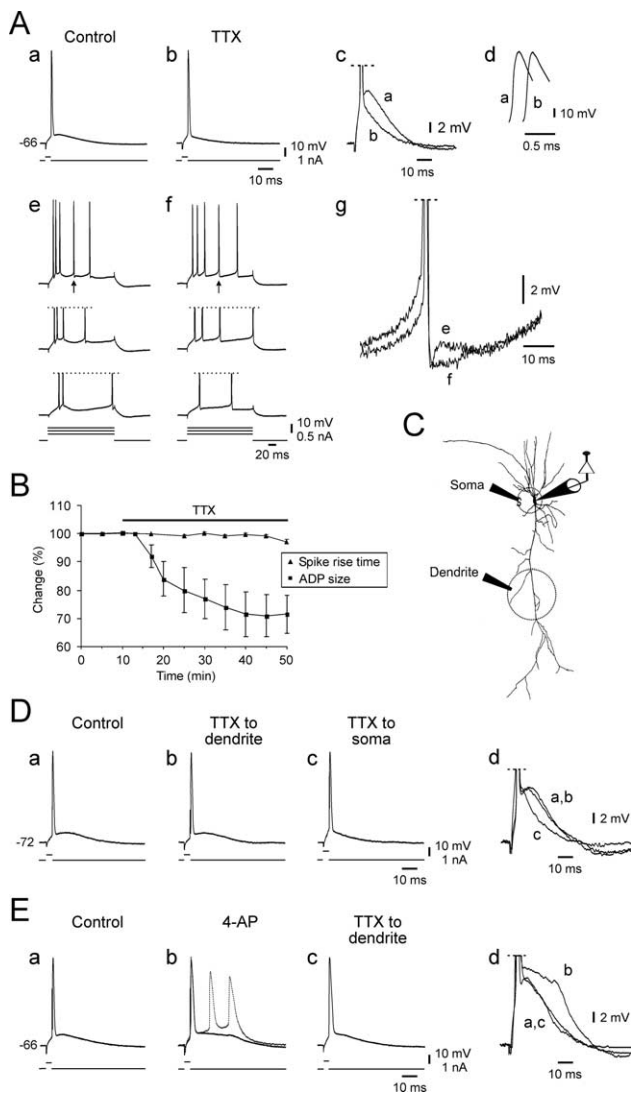 A
Control
TTX
a
b
c
d
-66
10 mV
1 nA
10 ms
a
b
2 mV
10 ms
a
b
10 mV
0.5 ms
e
f
g
10 mV
0.5 nA
20 ms
e
f
2 mV
10 ms
B
TTX
110
100
90
80
70
60
Change (%)
0
10
20
30
40
50
Time (min)
Spike rise time
ADP size
C
Soma
Dendrite
D
Control
TTX to
dendrite
TTX to
soma
a
b
c
d
-72
10 mV
1 nA
10 ms
a,b
c
2 mV
10 ms
E
Control
4-AP
TTX to
dendrite
a
b
c
d
-66
10 mV
1 nA
10 ms
b
a,c
2 mV
10 ms